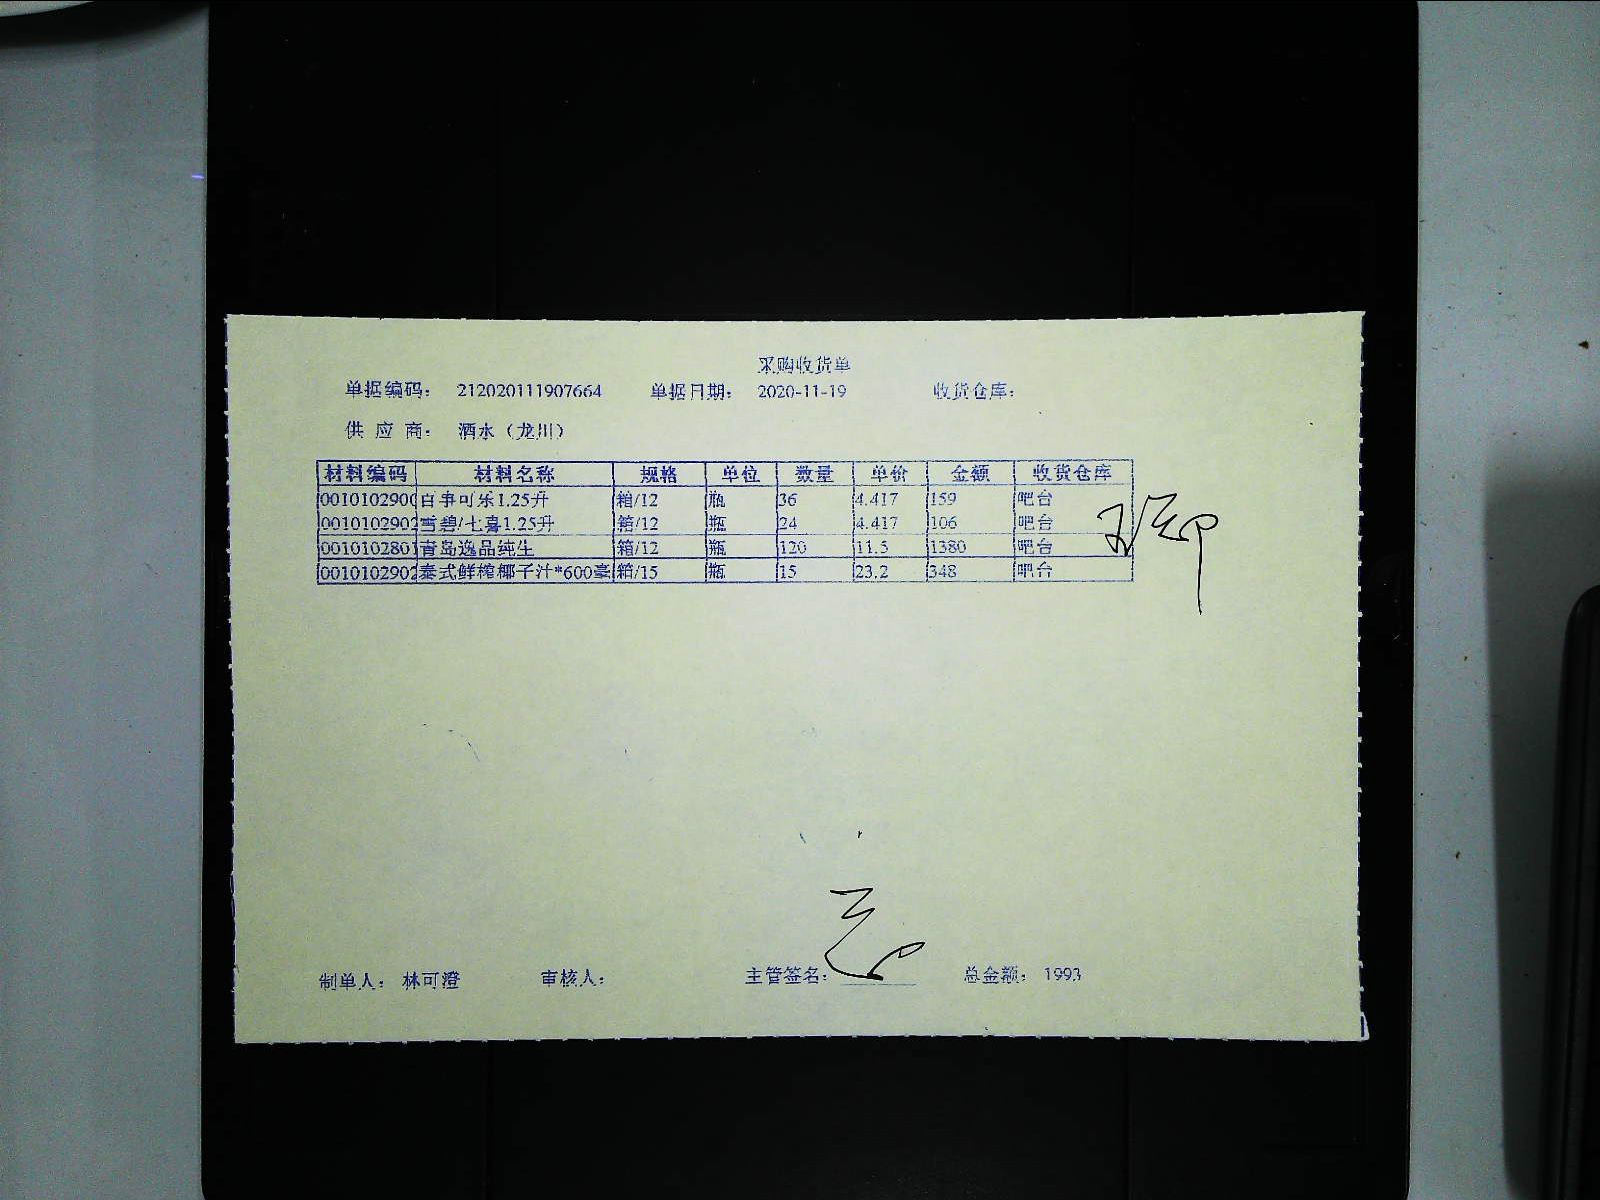 采购收货单
单据编码： 212020111907664 单据日期： 2020-11-19 收货仓库：
供 应 商： 酒水（龙川）
材料编码 材料名称 规格 单位 数量 单价 金额 收货仓库
0010102900 百事可乐1.25升 箱/12 瓶 36 4.417 159 吧台
0010102902 雪碧/七喜1.25升 箱/12 瓶 24 4.417 106 吧台
0010102801 青岛逸品纯生 箱/12 瓶 120 11.5 1380 吧台
0010102902 泰式鲜榨椰子汁*600毫 箱/15 瓶 15 23.2 348 吧台
制单人： 林可澄 审核人： 主管签名： 总金额： 1993